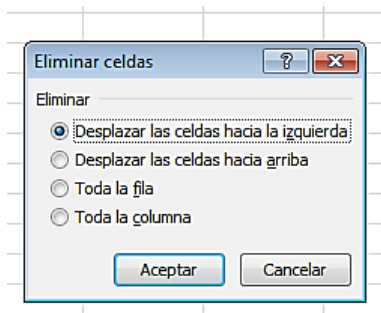 Eliminar celdas
Eliminar
Desplazar las celdas hacia la izquierda
Desplazar las celdas hacia arriba
Toda la fila
Toda la columna
Aceptar Cancelar